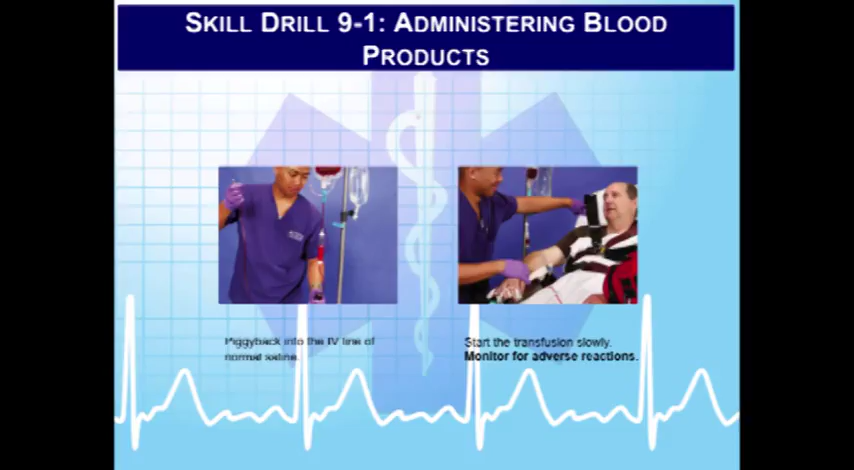 SKILL DRILL 9-1: ADMINISTERING BLOOD
PRODUCTS
Piggyback into the IV line of
normal saline.
Start the transfusion slowly.
Monitor for adverse reactions.